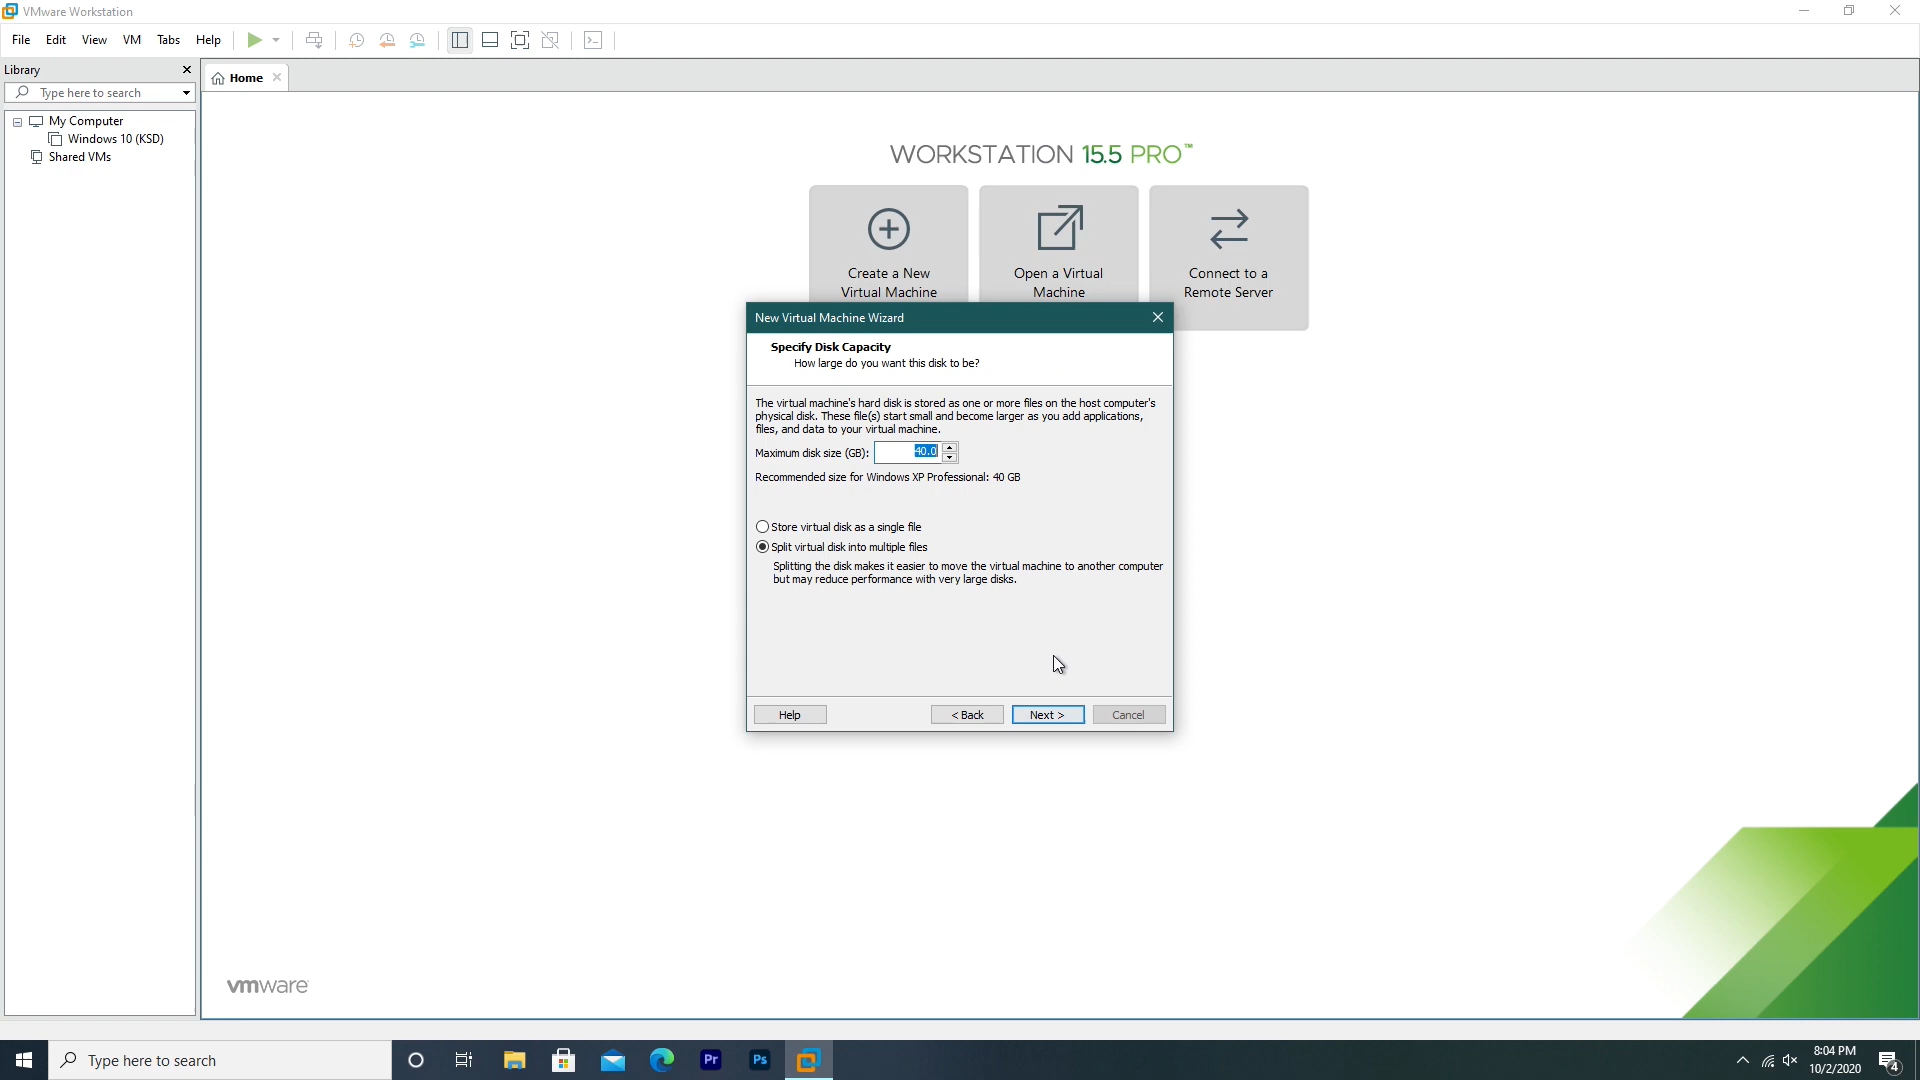 VMware Workstation
File Edit View VM Tabs Help
Library
Type here to search
My Computer
Windows 10 (KSD)
Shared VMs
Home
WORKSTATION 15.5 PRO™
Create a New
Virtual Machine
Open a Virtual
Machine
Connect to a
Remote Server
New Virtual Machine Wizard
Specify Disk Capacity
How large do you want this disk to be?
The virtual machine's hard disk is stored as one or more files on the host computer's
physical disk. These file(s) start small and become larger as you add applications,
files, and data to your virtual machine.
Maximum disk size (GB): 40.0
Recommended size for Windows XP Professional: 40 GB
Store virtual disk as a single file
Split virtual disk into multiple files
Splitting the disk makes it easier to move the virtual machine to another computer
but may reduce performance with very large disks.
Help < Back Next > Cancel
vmware
Type here to search
Pr
Ps
8:04 PM
10/2/2020
4